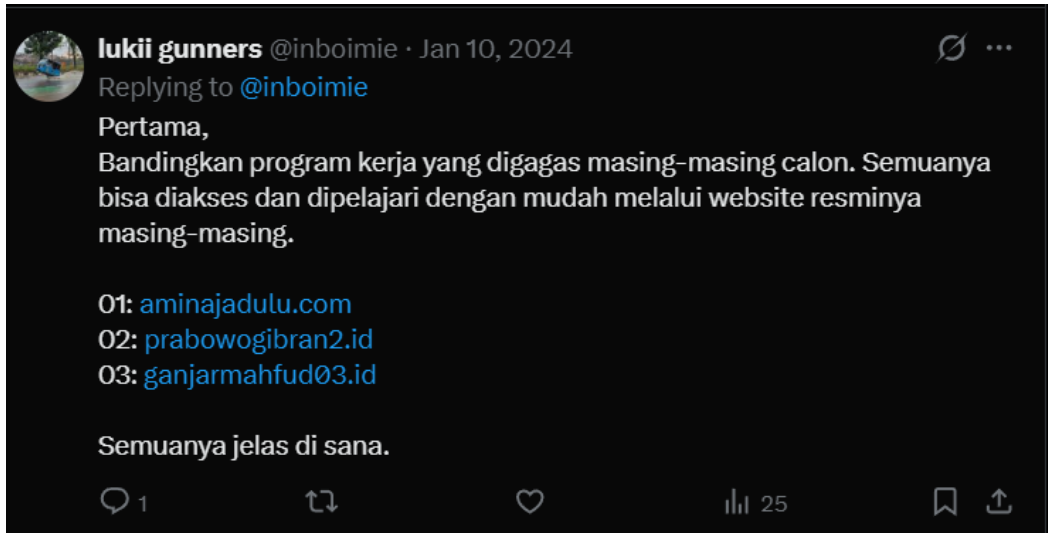 lukii gunners @inboimie · Jan 10, 2024
Replying to @inboimie
Pertama,
Bandingkan program kerja yang digagas masing-masing calon. Semuanya
bisa diakses dan dipelajari dengan mudah melalui website resminya
masing-masing.
01: aminajadulu.com
02: prabowogibran2.id
03: ganjarmahfud03.id
Semuanya jelas di sana.
1 25